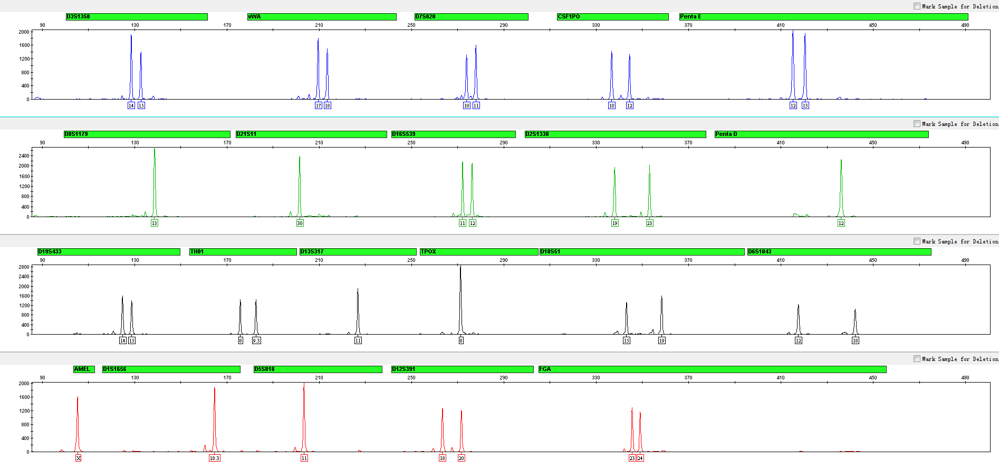 Mark Sample for Deletion
D3S1358 vWA D7S820 CSF1PO Penta E
90 130 170 210 250 290 330 370 410 450 490
2000
1600
1200
800
400
0
14 15 17 18 10 11 10 12 12 13
Mark Sample for Deletion
D8S1179 D21S11 D16S539 D2S1338 Penta D
90 130 170 210 250 290 330 370 410 450 490
2400
2000
1600
1200
800
400
0
13 30 11 12 19 23 12
Mark Sample for Deletion
D19S433 TH01 D13S317 TPOX D18S51 D6S1043
90 130 170 210 250 290 330 370 410 450 490
2800
2400
2000
1600
1200
800
400
0
14 15 8 9.3 11 8 15 19 12 18
Mark Sample for Deletion
AMEL D1S1656 D5S818 D12S391 FGA
90 130 170 210 250 290 330 370 410 450 490
2000
1600
1200
800
400
0
X 18.3 11 18 20 23 24